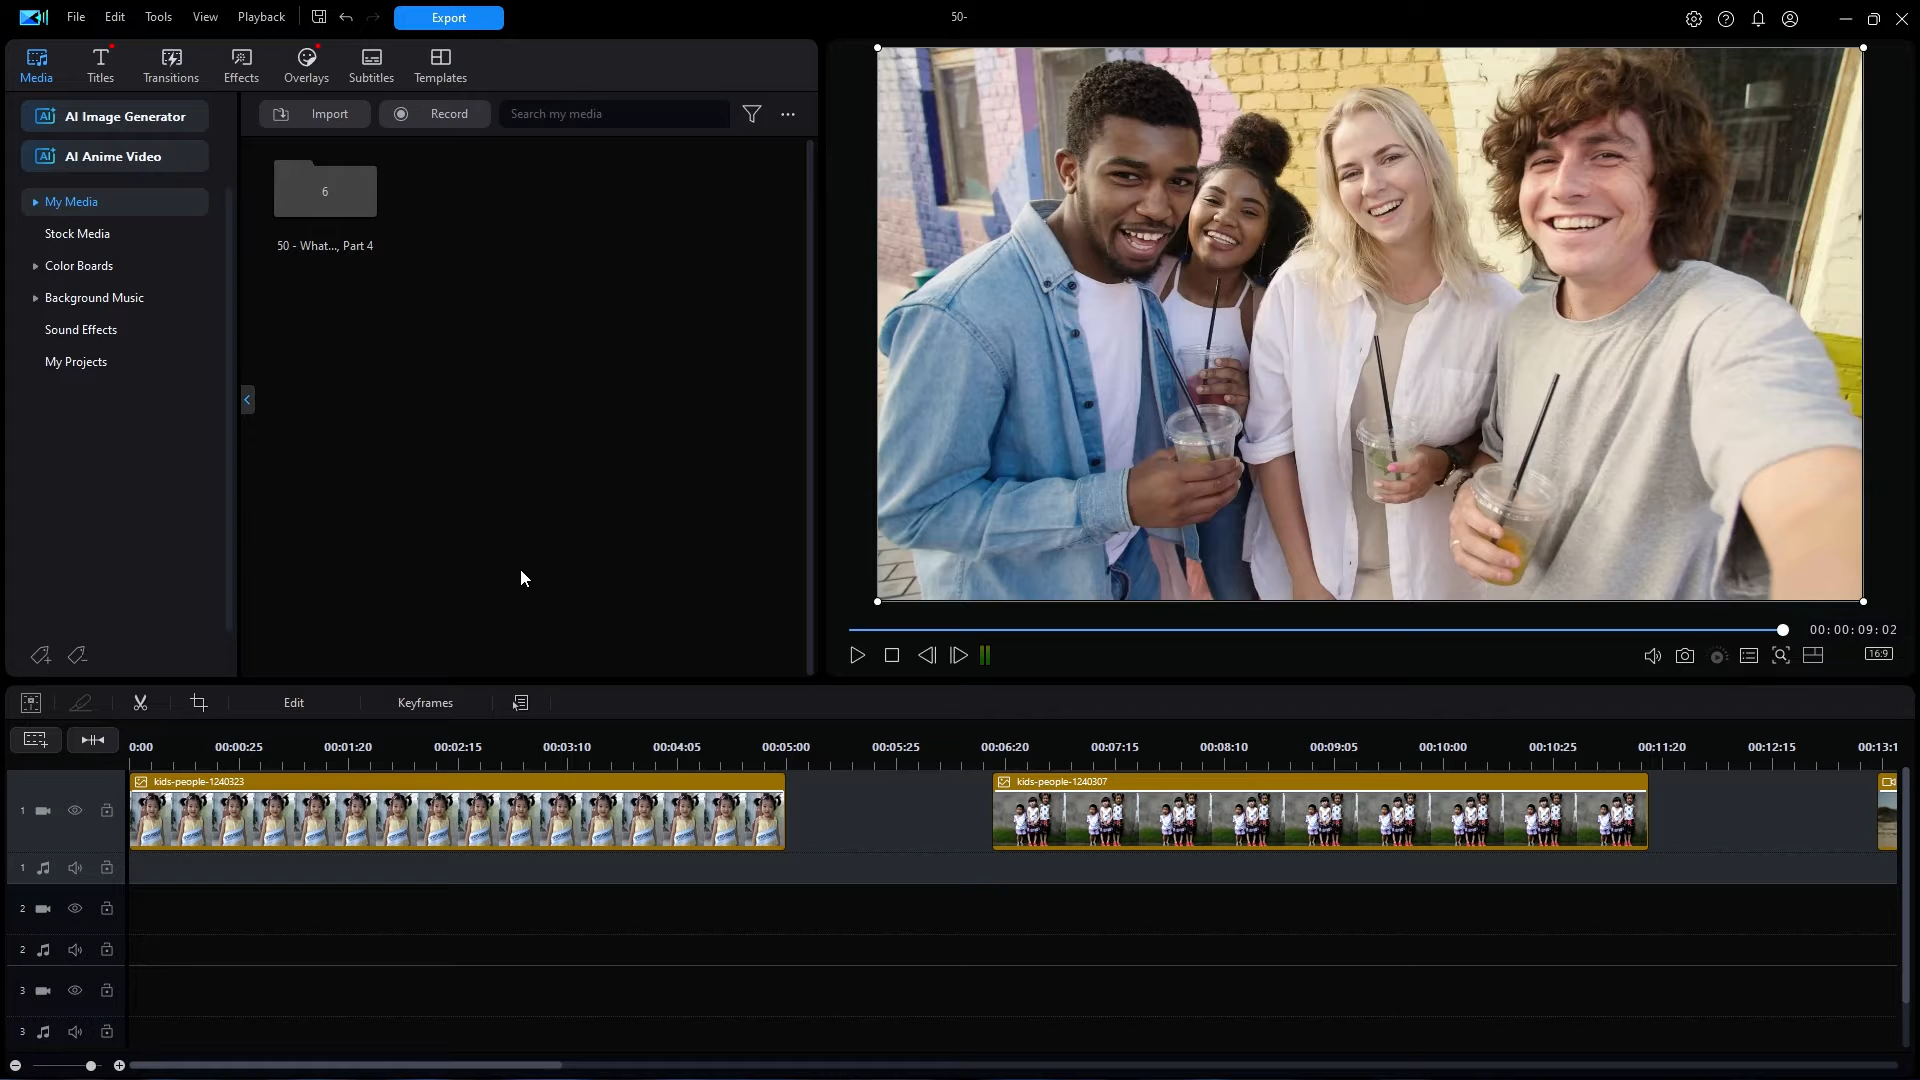 File Edit Tools View Playback Export 50-
Media Titles Transitions Effects Overlays Subtitles Templates
AI AI Image Generator
AI AI Anime Video
My Media
Stock Media
Color Boards
Background Music
Sound Effects
My Projects
Import Record Search my media
6
50 - What..., Part 4
00:00:09:02
16:9
Edit Keyframes
0:00 00:00:25 00:01:20 00:02:15 00:03:10 00:04:05 00:05:00 00:05:25 00:06:20 00:07:15 00:08:10 00:09:05 00:10:00 00:10:25 00:11:20 00:12:15 00:13:1
kids-people-1240323 kids-people-1240307
1
1
2
2
3
3